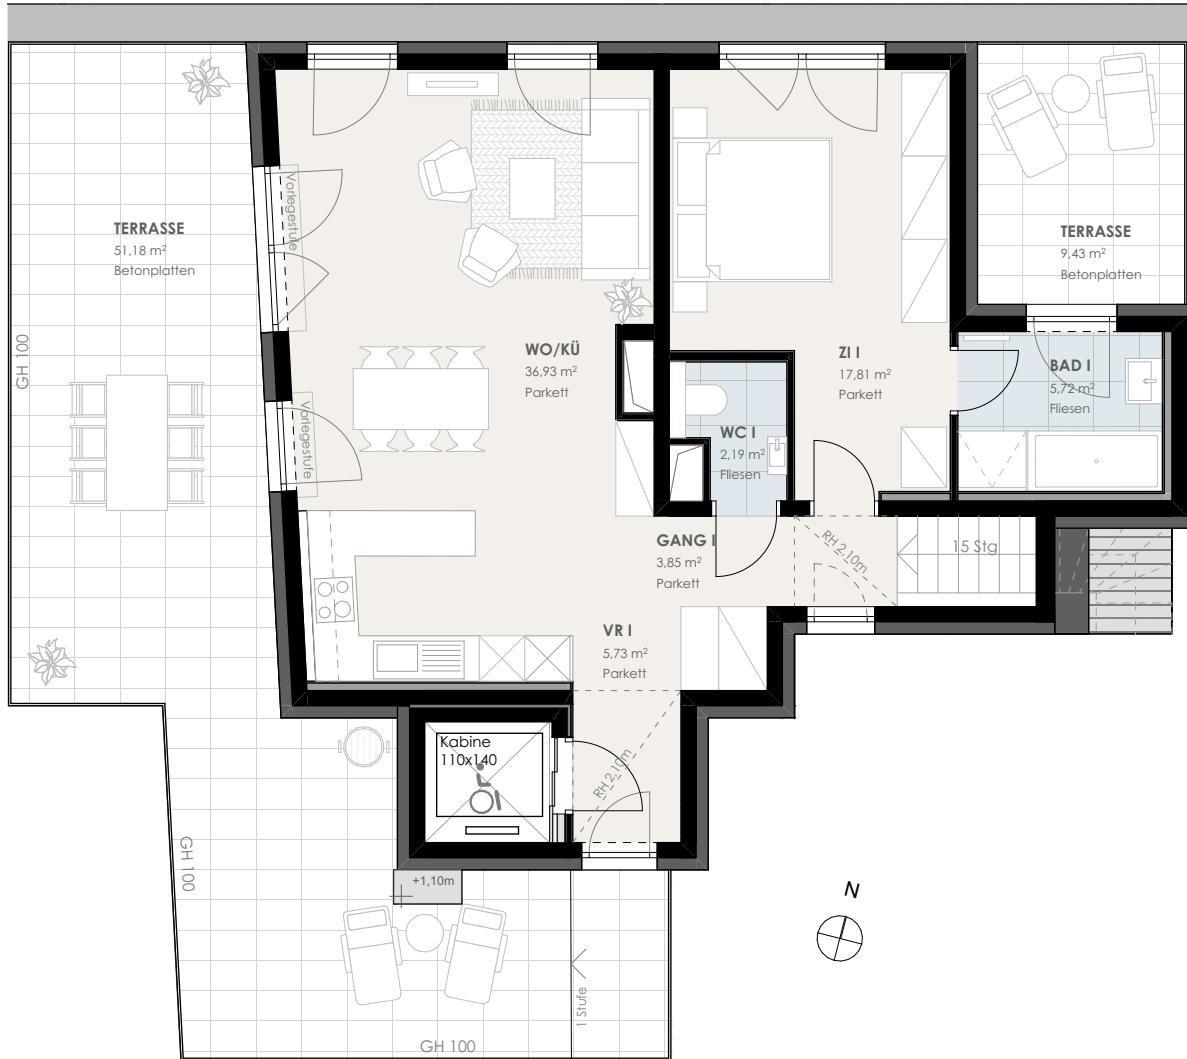 Vorlegestufe
TERRASSE
51,18 m²
Betonplatten
TERRASSE
9,43 m²
Betonplatten
GH 100
WO/KÜ
36,93 m²
Parkett
ZI I
17,81 m²
Parkett
BAD I
5,72 m²
Fliesen
Vorlegestufe
WC I
2,19 m²
Fliesen
GANG I
3,85 m²
Parkett
RH 2,10m
15 Stg
VR I
5,73 m²
Parkett
Kabine
110x140
RH 2,10m
GH 100
+1,10m
N
1 Stufe
GH 100